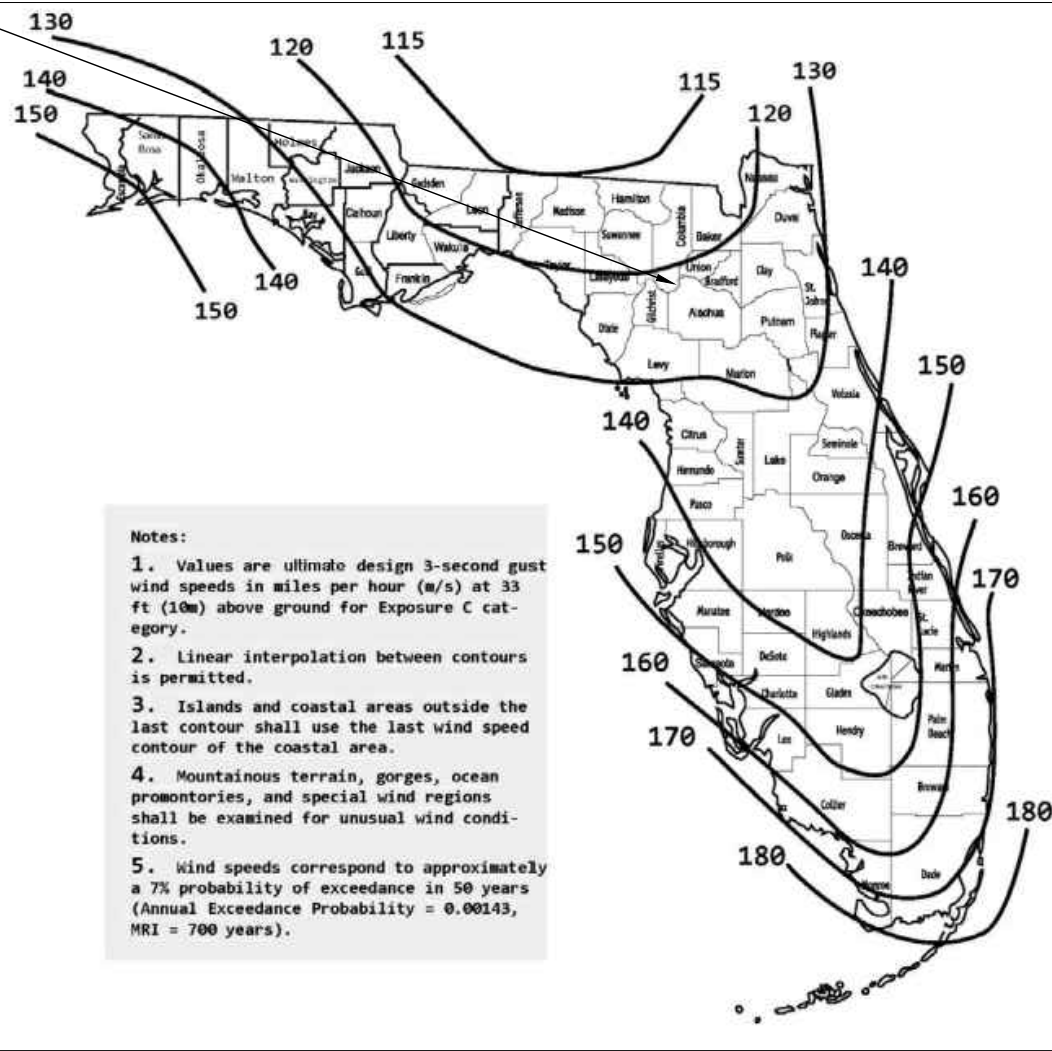 130
120
115
140
115
130
150
120
Santa
Rosa
Okaloosa
Holmes
Walton
Washington
Jackson
Gadsden
Leon
Jefferson
Madison
Hamilton
Columbia
Baker
Nassau
Duval
Bay
Calhoun
Liberty
Wakulla
Gulf
Franklin
Taylor
Suwannee
Lafayette
Union
Bradford
Clay
St.
Johns
140
150
140
Dixie
Gilchrist
Alachua
Putnam
Flagler
Levy
Marion
150
140
Volusia
Citrus
Sumter
Lake
Seminole
Hernando
Orange
Pasco
160
150
Pinellas
Hillsborough
Polk
Osceola
Brevard
Indian
River
170
Manatee
Hardee
Highlands
Okeechobee
St.
Lucie
160
Sarasota
DeSoto
Martin
Charlotte
Glades
170
Lee
Hendry
Palm
Beach
Collier
Broward
180
180
Monroe
Dade
Notes:
1. Values are ultimate design 3-second gust
wind speeds in miles per hour (m/s) at 33
ft (10m) above ground for Exposure C cat-
egory.
2. Linear interpolation between contours
is permitted.
3. Islands and coastal areas outside the
last contour shall use the last wind speed
contour of the coastal area.
4. Mountainous terrain, gorges, ocean
promontories, and special wind regions
shall be examined for unusual wind condi-
tions.
5. Wind speeds correspond to approximately
a 7% probability of exceedance in 50 years
(Annual Exceedance Probability = 0.00143,
MRI = 700 years).